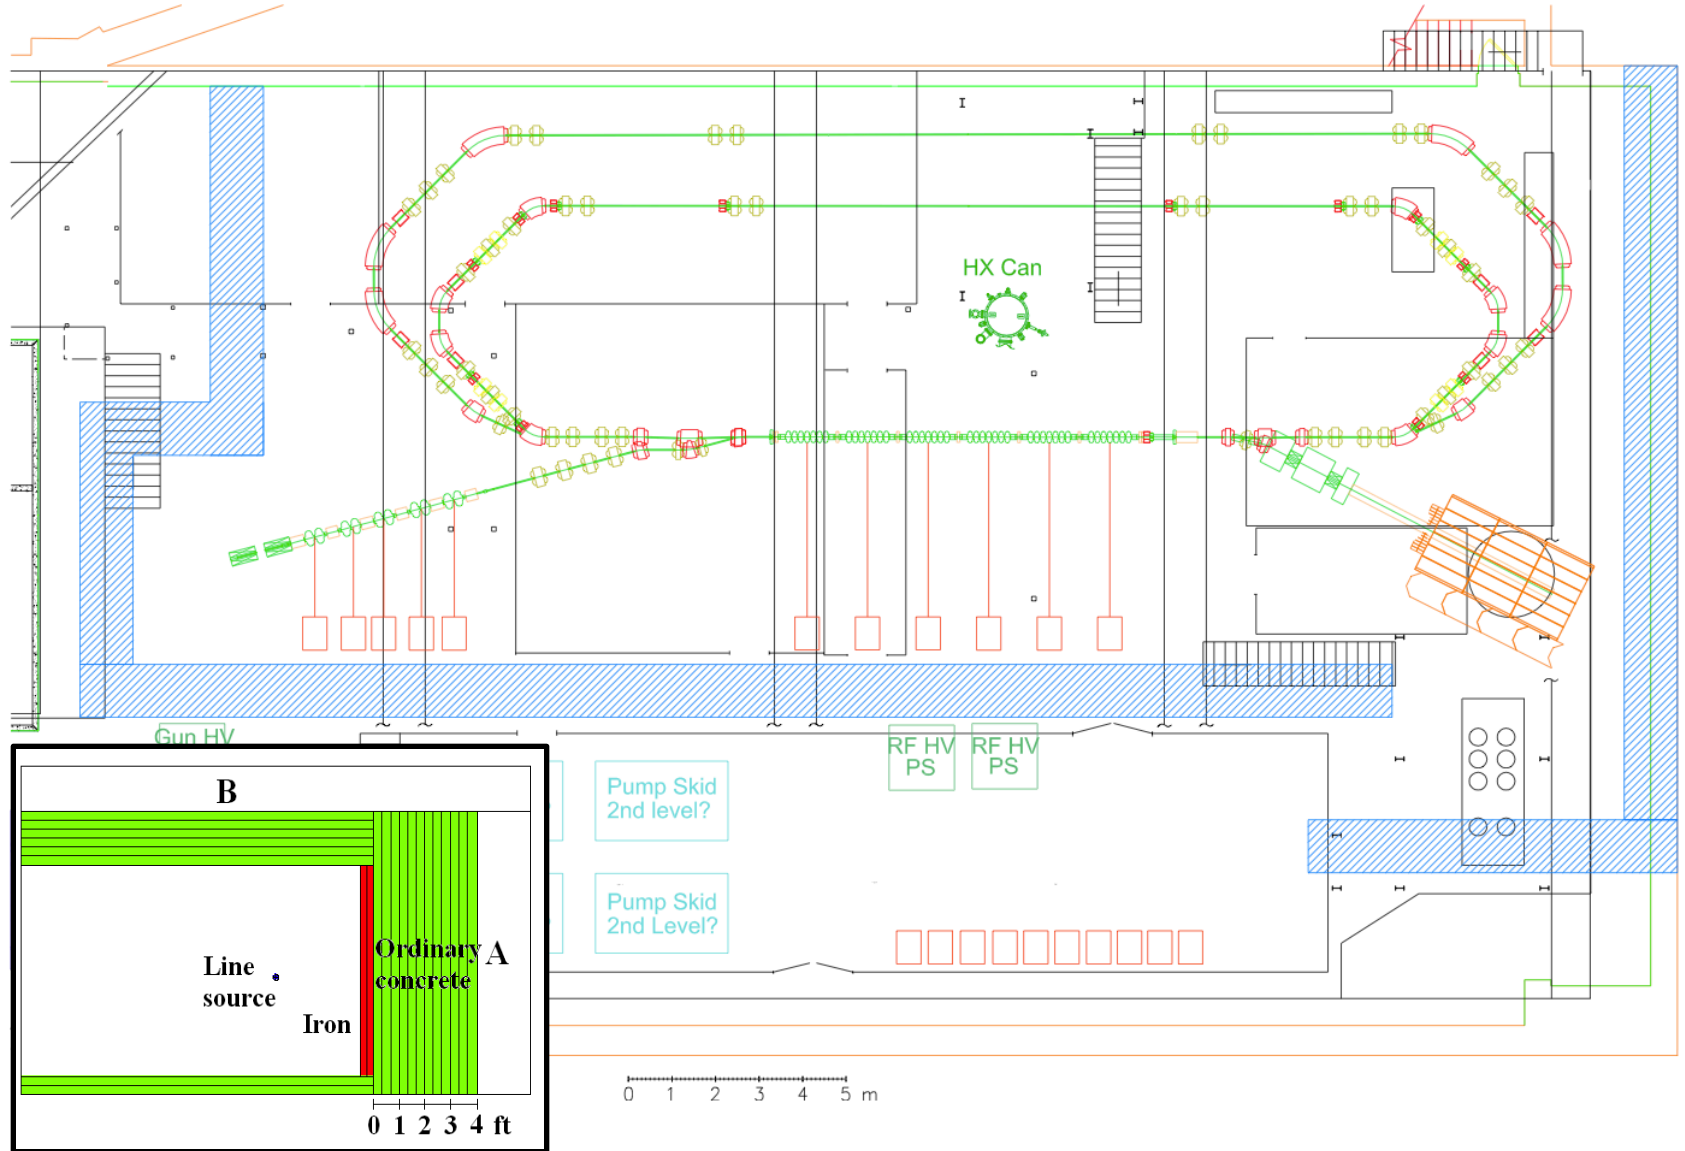 HX Can
Gun HV
RF HV
PS
RF HV
PS
Pump Skid
2nd level?
Pump Skid
2nd Level?
0 1 2 3 4 5 m
B
Line
source
Iron
Ordinary
concrete
A
0 1 2 3 4 ft